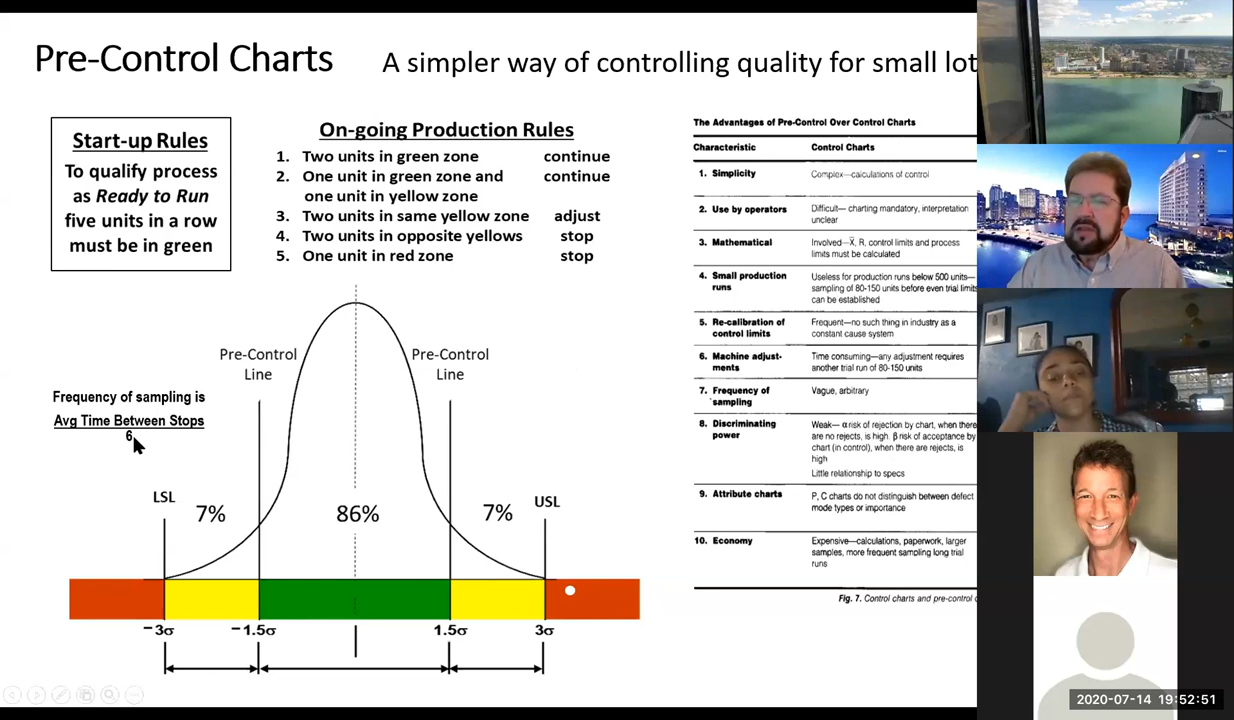 Pre-Control Charts
A simpler way of controlling quality for small lot
Start-up Rules
To qualify process
as Ready to Run
five units in a row
must be in green
On-going Production Rules
1. Two units in green zone continue
2. One unit in green zone and continue
one unit in yellow zone
3. Two units in same yellow zone adjust
4. Two units in opposite yellows stop
5. One unit in red zone stop
Pre-Control
Line
Pre-Control
Line
Frequency of sampling is
Avg Time Between Stops
6
LSL
USL
7%
86%
7%
−3σ
−1.5σ
1.5σ
3σ
The Advantages of Pre-Control Over Control Charts
Characteristic Control Charts
1. Simplicity Complex—calculations of control
2. Use by operators Difficult— charting mandatory, interpretation
unclear
3. Mathematical Involved—X̄, R, control limits and process
limits must be calculated
4. Small production Useless for production runs below 500 units—
runs sampling of 80-150 units before even trial limits
can be established
5. Re-calibration of Frequent—no such thing in industry as a
control limits constant cause system
6. Machine adjust- Time consuming—any adjustment requires
ments another trial run of 80-150 units
7. Frequency of Vague, arbitrary
sampling
8. Discriminating Weak— α risk of rejection by chart, when there
power are no rejects, is high. β risk of acceptance by
chart (in control), when there are rejects, is
high
Little relationship to specs
9. Attribute charts P, C charts do not distinguish between defect
mode types or importance
10. Economy Expensive—calculations, paperwork, larger
samples, more frequent sampling long trial
runs
Fig. 7. Control charts and pre-control
2020-07-14 19:52:51